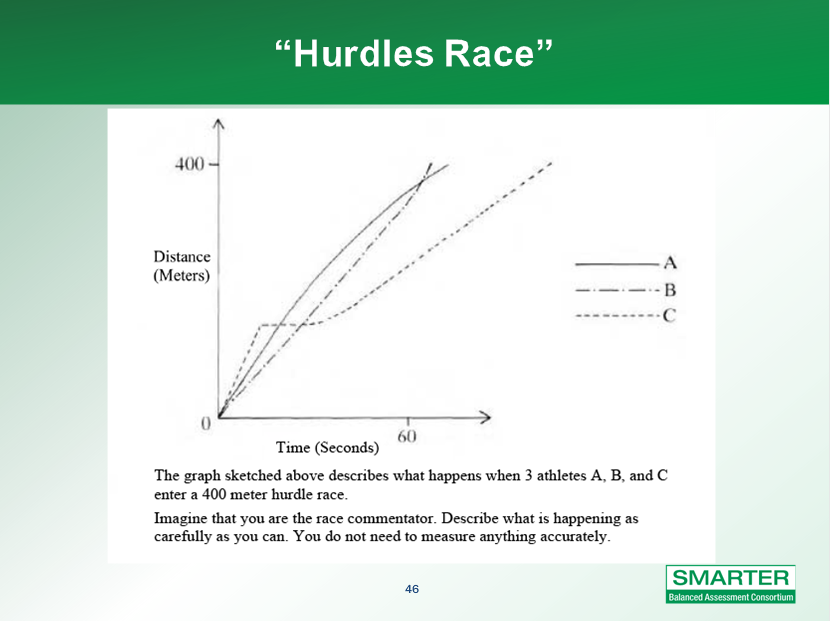 “Hurdles Race”
400
Distance
(Meters)
A
B
C
0
60
Time (Seconds)
The graph sketched above describes what happens when 3 athletes A, B, and C
enter a 400 meter hurdle race.
Imagine that you are the race commentator. Describe what is happening as
carefully as you can. You do not need to measure anything accurately.
46
SMARTER
Balanced Assessment Consortium